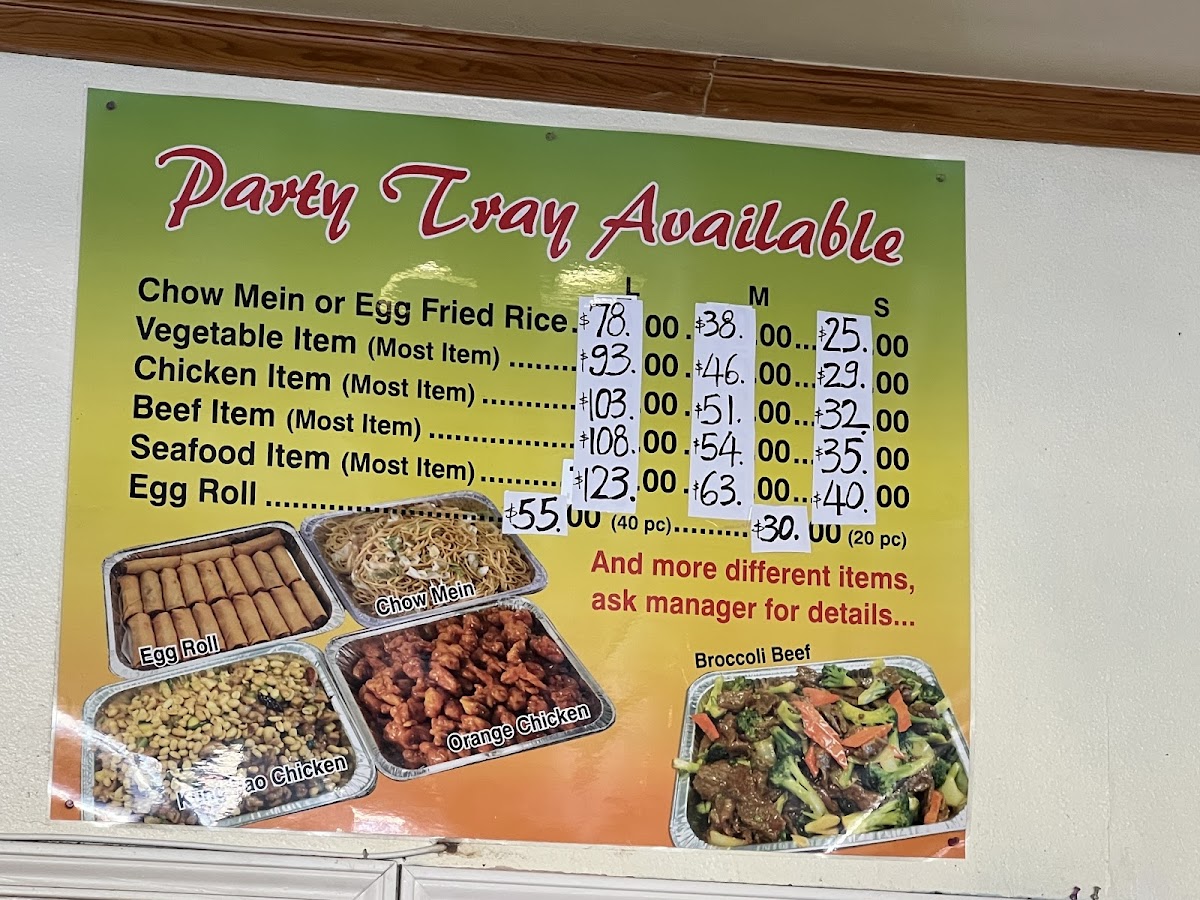 Party Tray Available
L M S
Chow Mein or Egg Fried Rice. $78.00 . $38.00...$25.00
Vegetable Item (Most Item) ........$93.00 . $46.00...$29.00
Chicken Item (Most Item) ...........$103.00 . $51.00...$32.00
Beef Item (Most Item) .................$108.00 . $54.00...$35.00
Seafood Item (Most Item) .........$123.00 . $63.00...$40.00
Egg Roll ...........................$55.00 (40 pc).........$30.00 (20 pc)
And more different items,
ask manager for details...
Chow Mein
Egg Roll
Broccoli Beef
Orange Chicken
Chicken